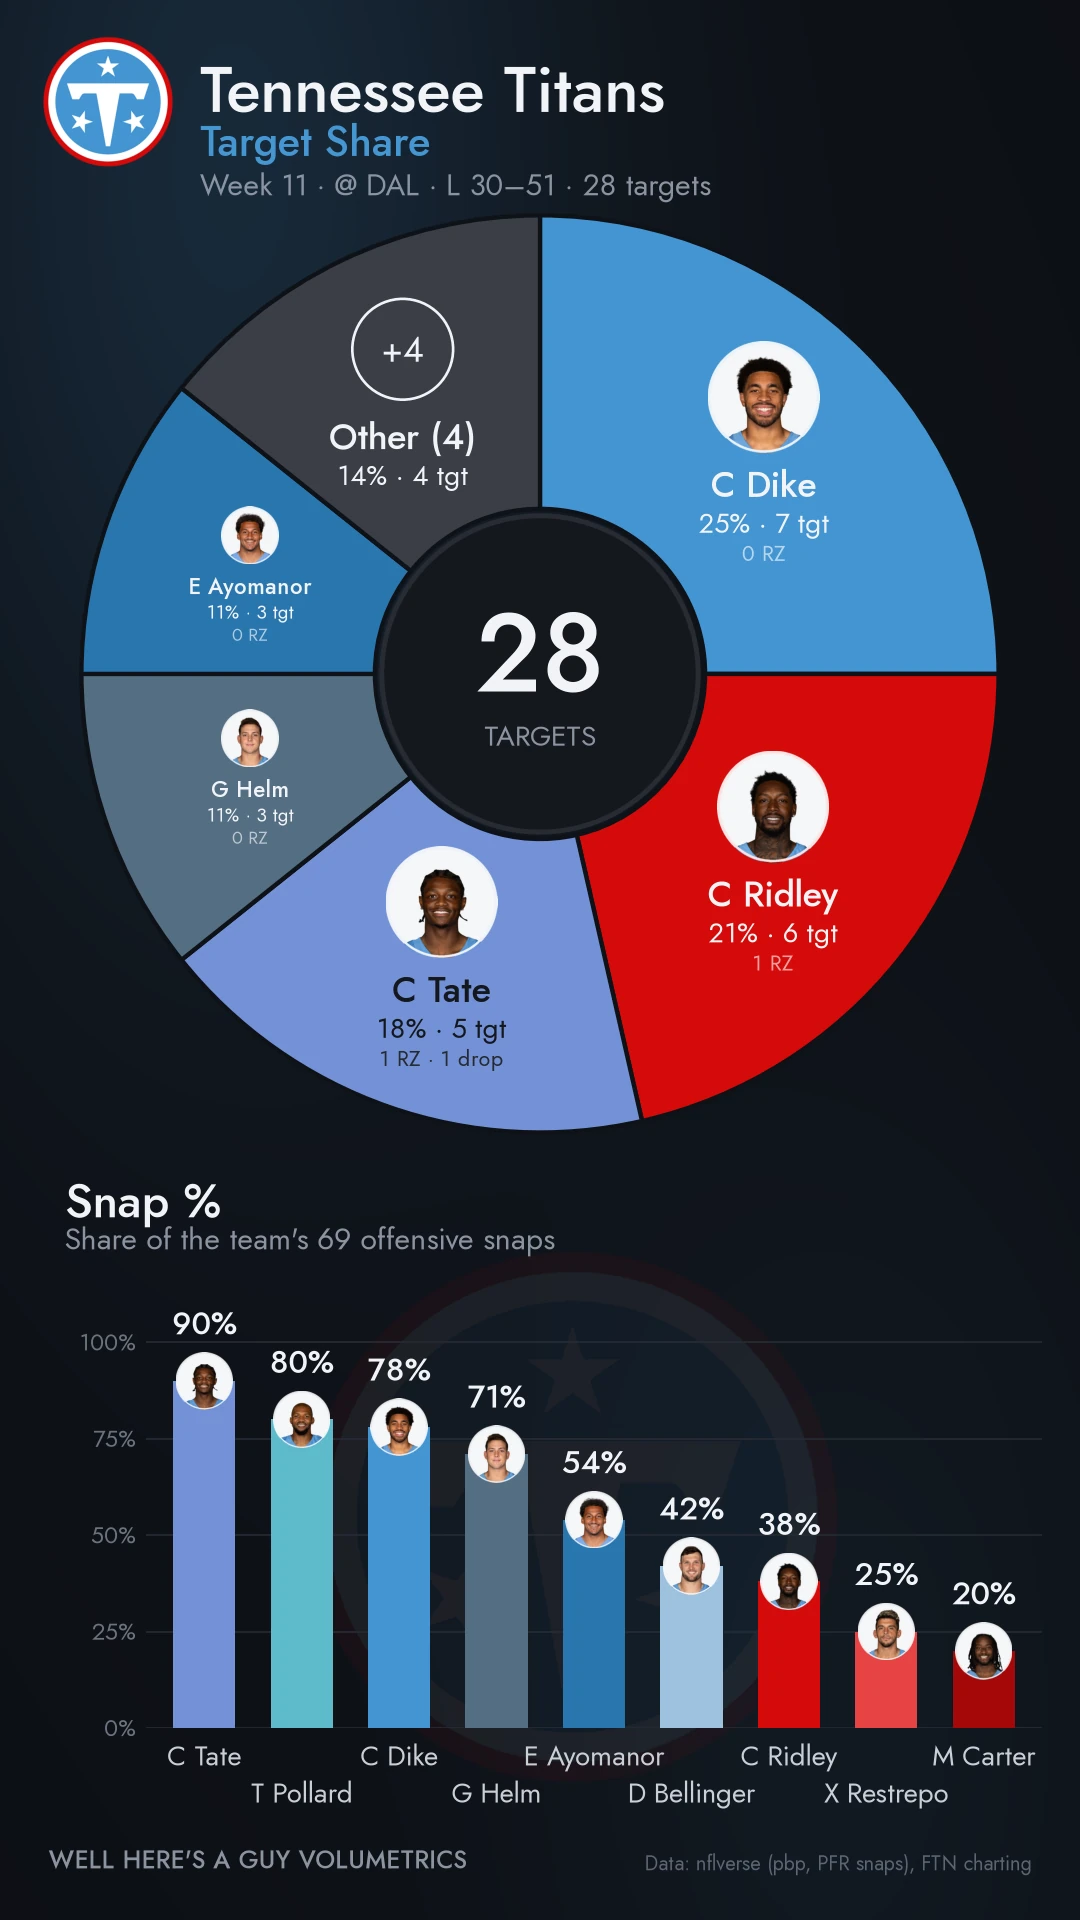 Tennessee Titans
Target Share
Week 11 · @ DAL · L 30–51 · 28 targets
+4
Other (4)
14% · 4 tgt
C Dike
25% · 7 tgt
0 RZ
E Ayomanor
11% · 3 tgt
0 RZ
28
TARGETS
G Helm
11% · 3 tgt
0 RZ
C Ridley
21% · 6 tgt
1 RZ
C Tate
18% · 5 tgt
1 RZ · 1 drop
Snap %
Share of the team's 69 offensive snaps
90%
80%
78%
71%
54%
42%
38%
25%
20%
100%
75%
50%
25%
0%
C Tate
T Pollard
C Dike
G Helm
E Ayomanor
D Bellinger
C Ridley
X Restrepo
M Carter
WELL HERE'S A GUY VOLUMETRICS
Data: nflverse (pbp, PFR snaps), FTN charting